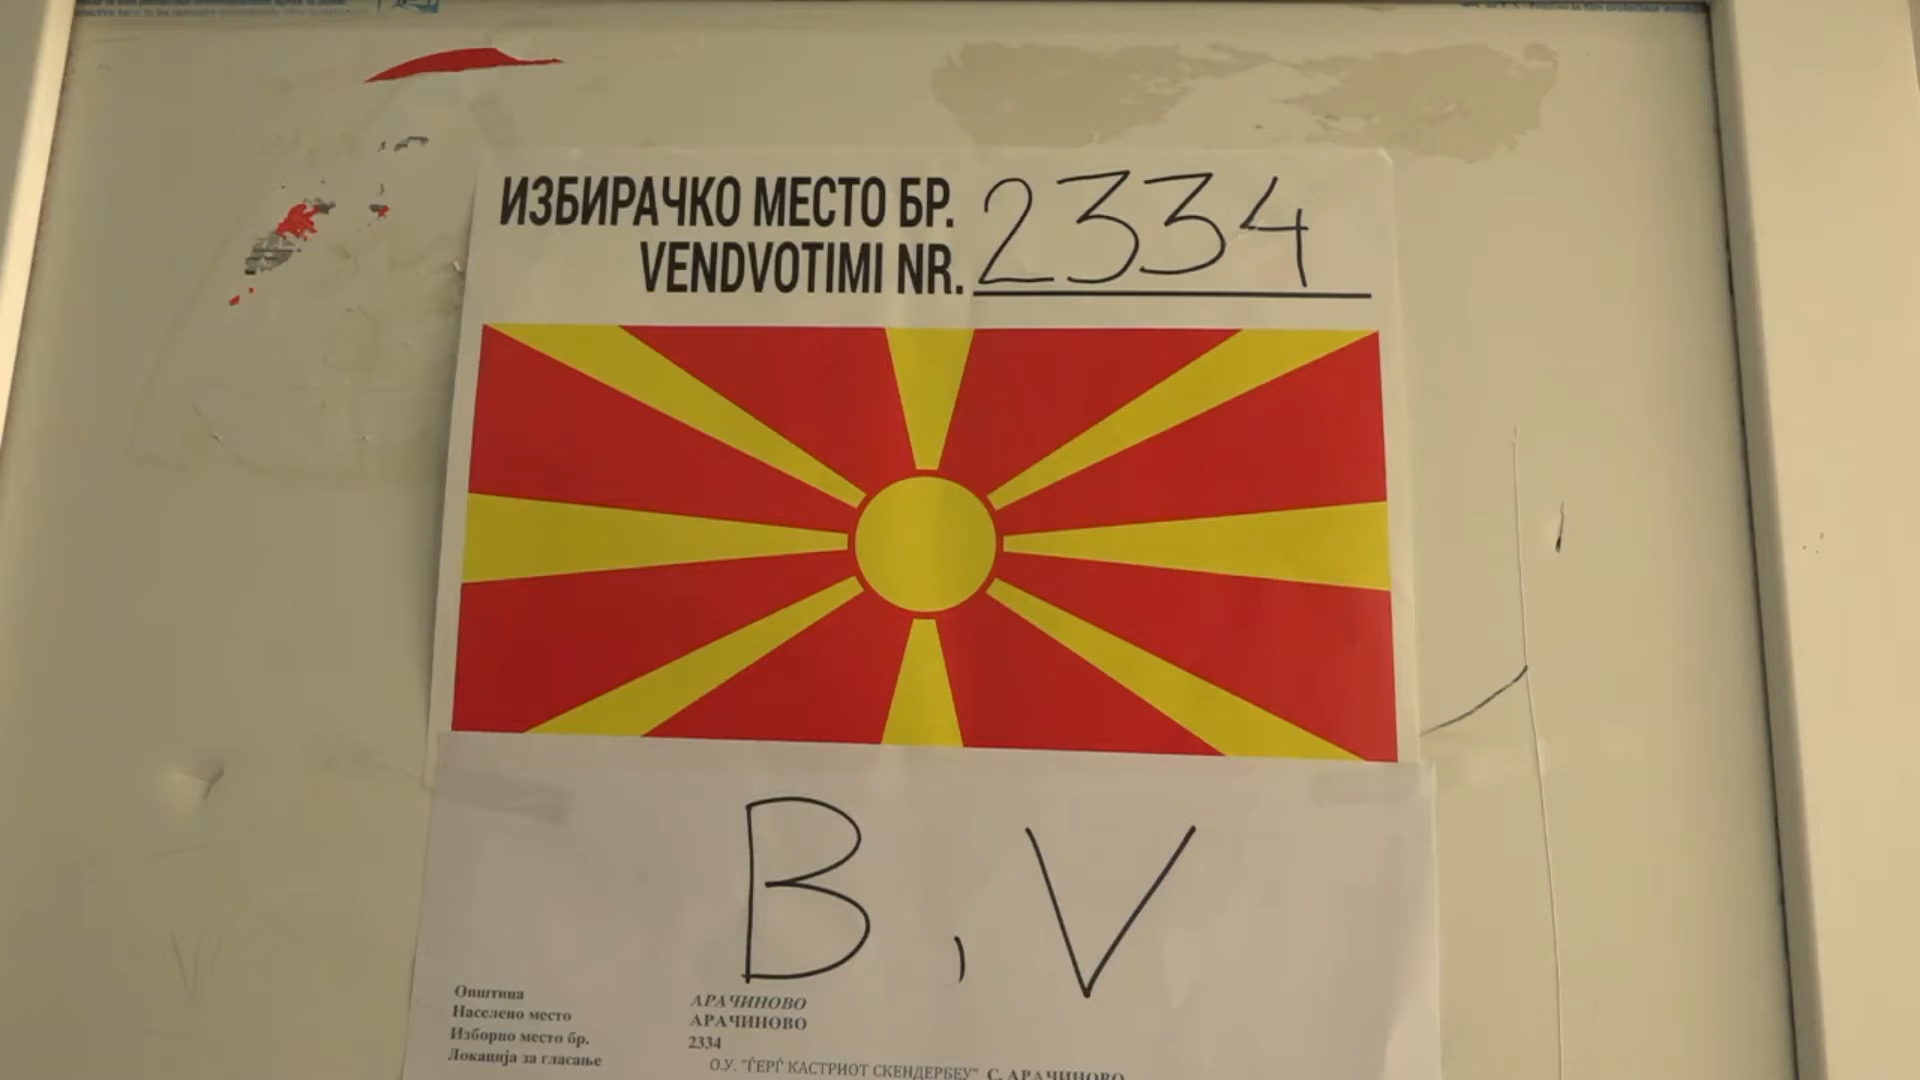 ИЗБИРАЧКО МЕСТО БР. 2334
VENDVOTIMI NR.
B, V
Општина АРАЧИНОВО
Населено место АРАЧИНОВО
Изборно место бр. 2334
Локација за гласање О.У. "ЃЕРЃ КАСТРИОТ СКЕНДЕРБЕУ" С. АРАЧИНОВО